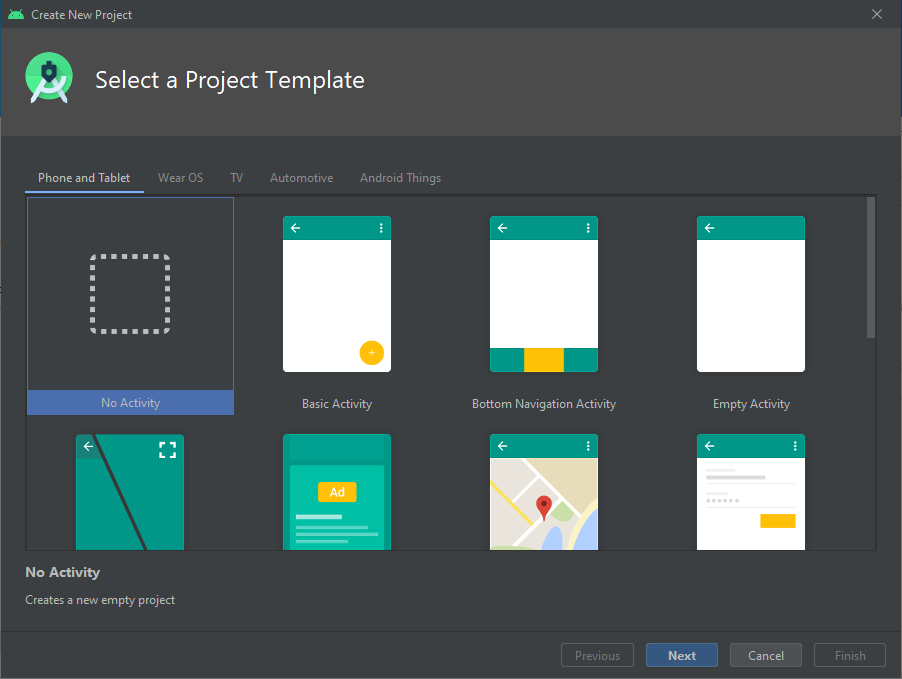 Create New Project
Select a Project Template
Phone and Tablet Wear OS TV Automotive Android Things
No Activity Basic Activity Bottom Navigation Activity Empty Activity
Ad
No Activity
Creates a new empty project
Previous Next Cancel Finish